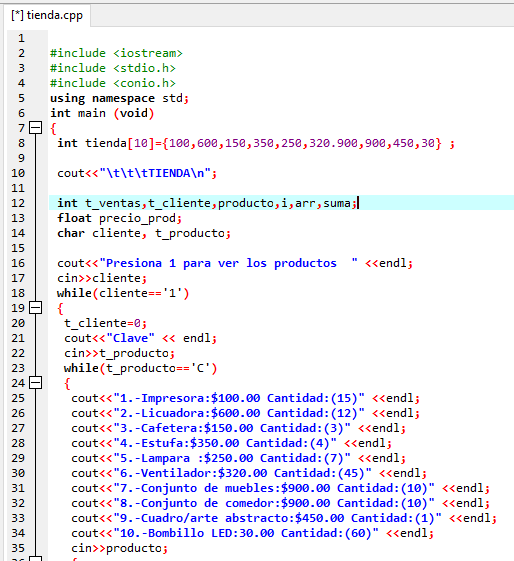 [*] tienda.cpp
1
2 #include <iostream>
3 #include <stdio.h>
4 #include <conio.h>
5 using namespace std;
6 int main (void)
7 {
8 int tienda[10]={100,600,150,350,250,320.900,900,450,30} ;
9
10 cout<<"\t\t\tTIENDA\n";
11
12 int t_ventas,t_cliente,producto,i,arr,suma;
13 float precio_prod;
14 char cliente, t_producto;
15
16 cout<<"Presiona 1 para ver los productos  " <<endl;
17 cin>>cliente;
18 while(cliente=='1')
19 {
20 t_cliente=0;
21 cout<<"Clave" << endl;
22 cin>>t_producto;
23 while(t_producto=='C')
24 {
25 cout<<"1.-Impresora:$100.00 Cantidad:(15)" <<endl;
26 cout<<"2.-Licuadora:$600.00 Cantidad:(12)" <<endl;
27 cout<<"3.-Cafetera:$150.00 Cantidad:(3)" <<endl;
28 cout<<"4.-Estufa:$350.00 Cantidad:(4)" <<endl;
29 cout<<"5.-Lampara :$250.00 Cantidad:(7)" <<endl;
30 cout<<"6.-Ventilador:$320.00 Cantidad:(45)" <<endl;
31 cout<<"7.-Conjunto de muebles:$900.00 Cantidad:(10)" <<endl;
32 cout<<"8.-Conjunto de comedor:$900.00 Cantidad:(10)" <<endl;
33 cout<<"9.-Cuadro/arte abstracto:$450.00 Cantidad:(1)" <<endl;
34 cout<<"10.-Bombillo LED:30.00 Cantidad:(60)" <<endl;
35 cin>>producto;